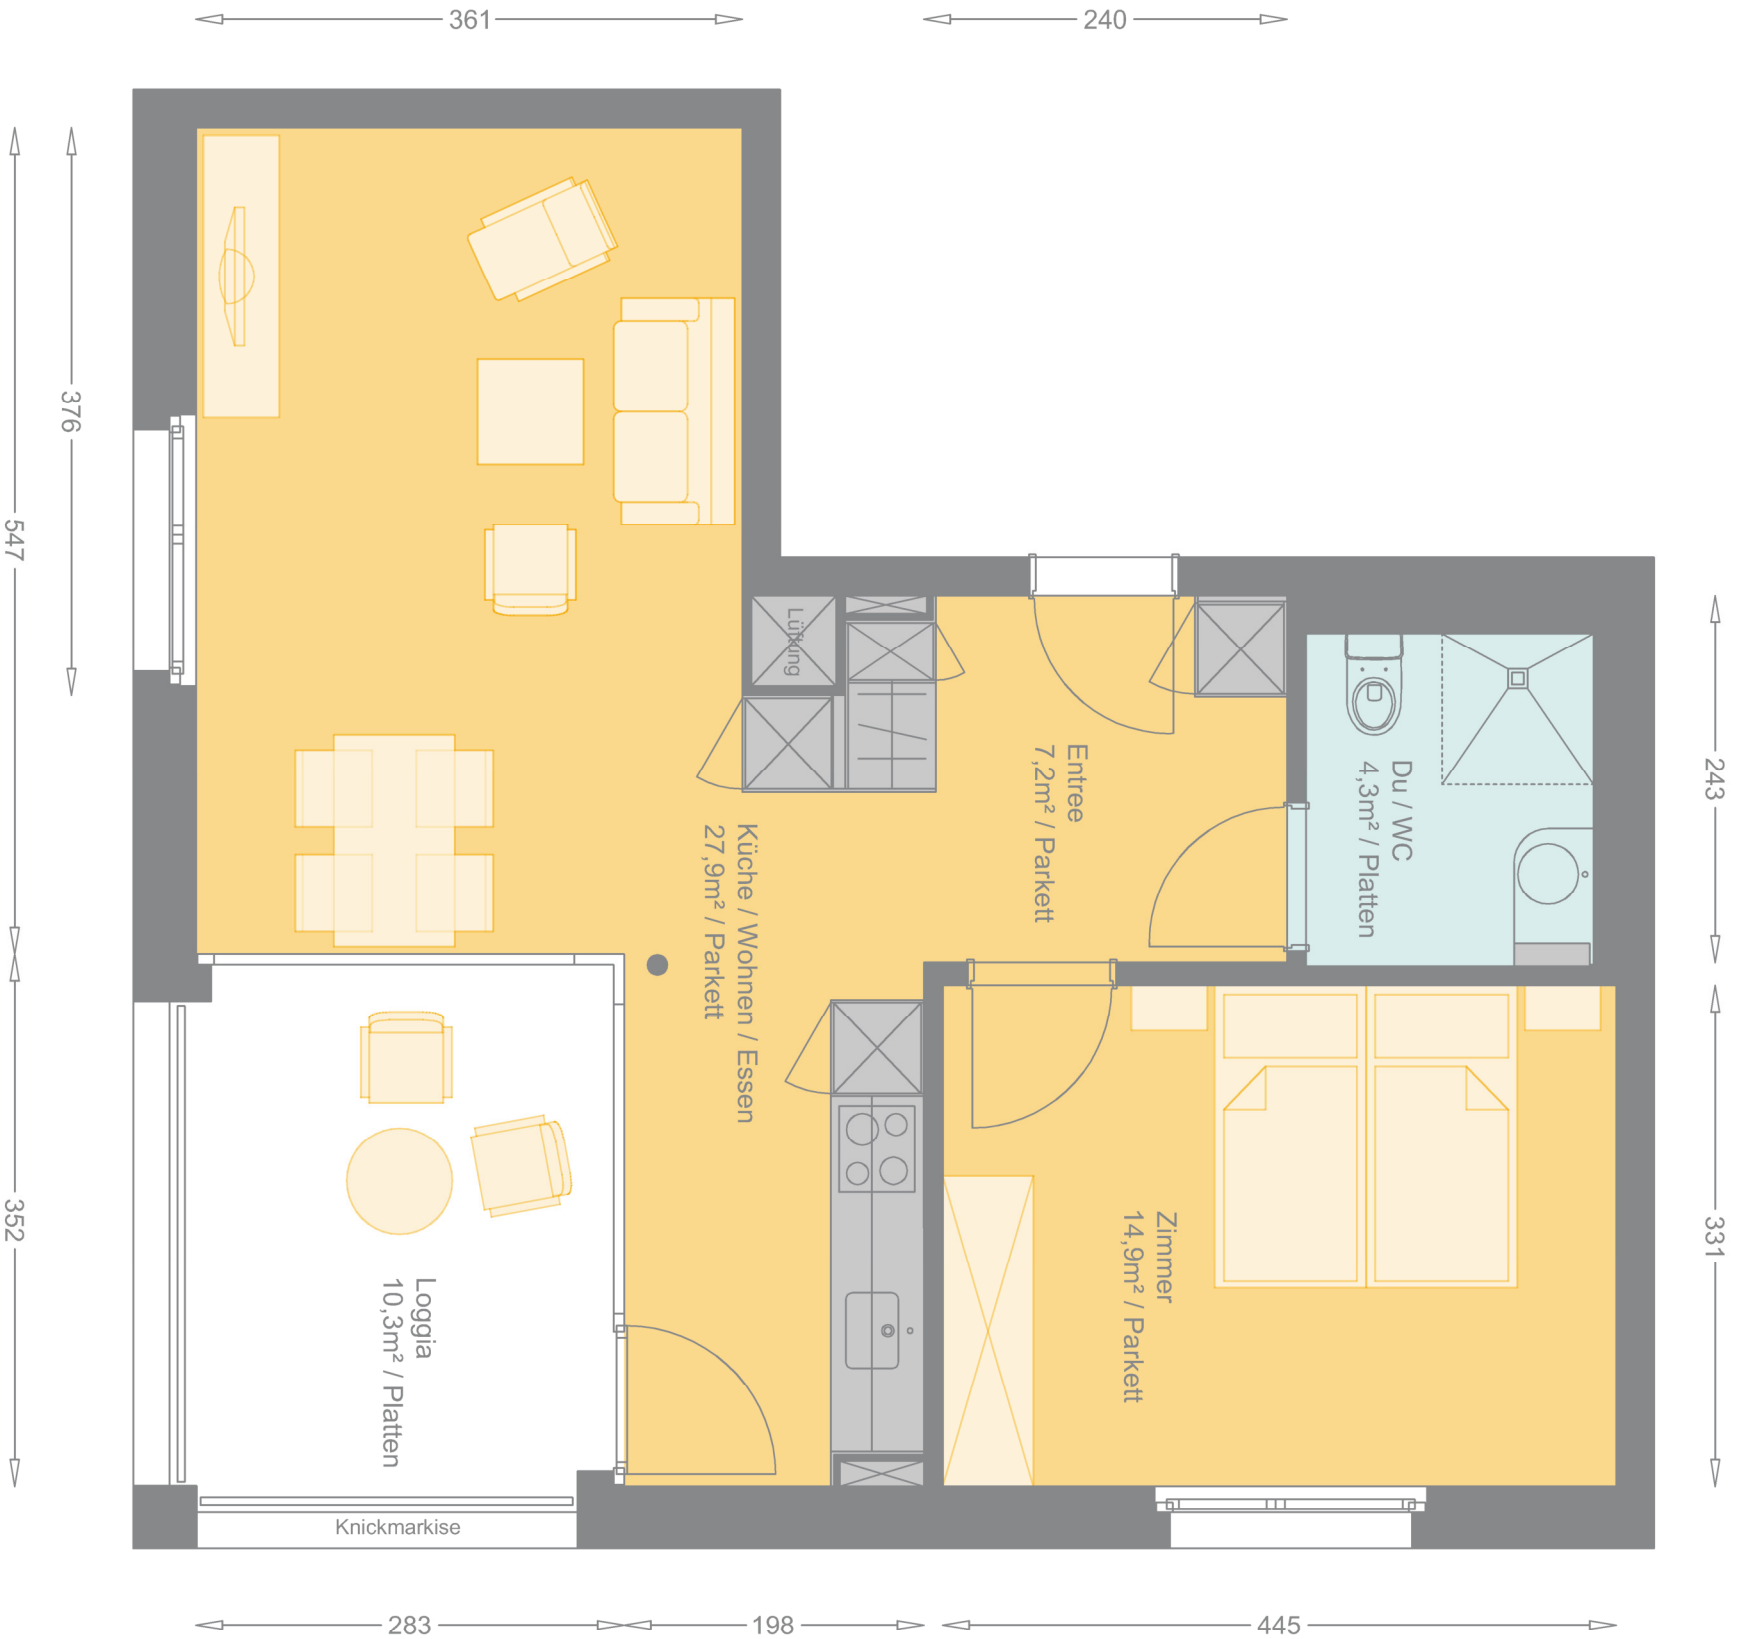 361
240
376
547
352
243
331
Lüftung
Entree
7,2m² / Parkett
Du / WC
4,3m² / Platten
Küche / Wohnen / Essen
27,9m² / Parkett
Zimmer
14,9m² / Parkett
Loggia
10,3m² / Platten
Knickmarkise
283
198
445